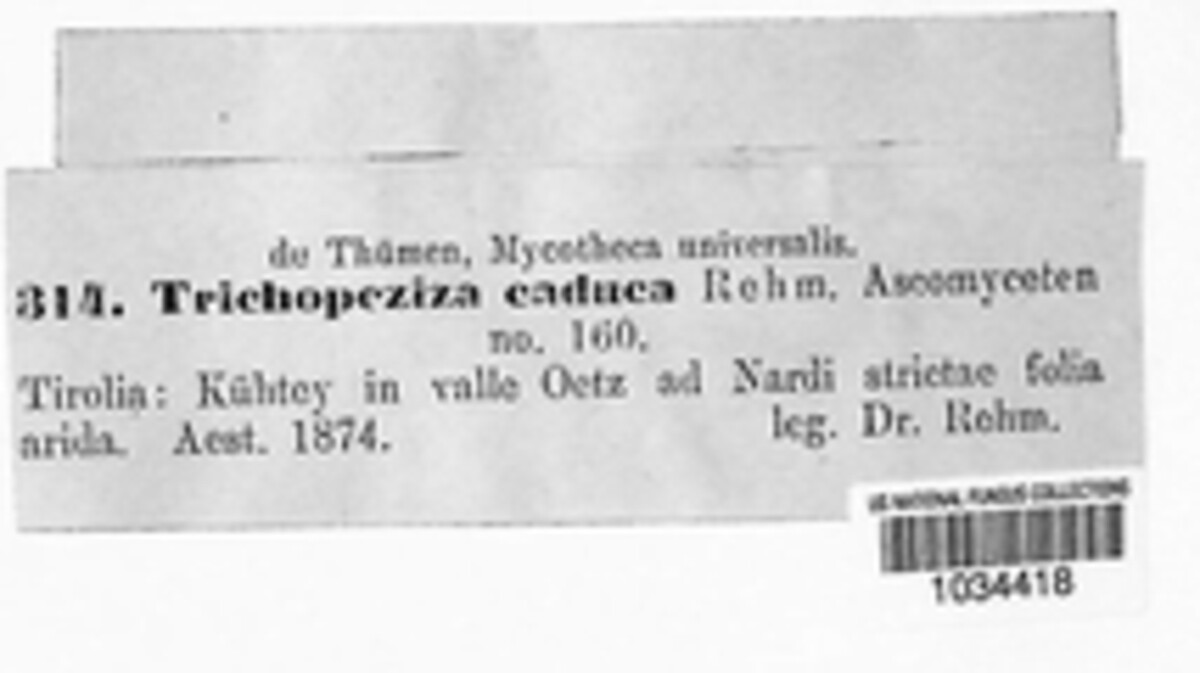 de Thümen, Mycotheca universalis.
314. Trichopeziza caduca Rehm. Ascomyceten
no. 160.
Tirolia: Kühtey in valle Oetz ad Nardi strictae folia
arida. Aest. 1874. leg. Dr. Rehm.
US NATIONAL FUNGUS COLLECTIONS
1034418